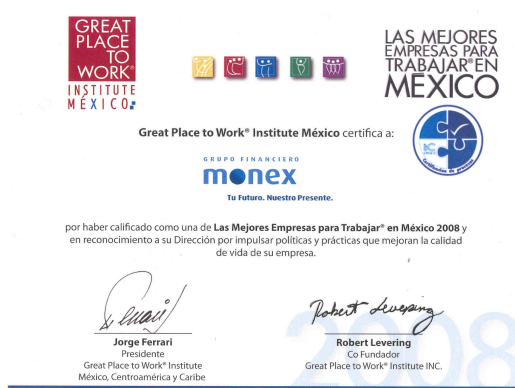 GREAT
PLACE
TO
WORK®
INSTITUTE
MÉXICO
LAS MEJORES
EMPRESAS PARA
TRABAJAR® EN
MÉXICO
Great Place to Work® Institute México certifica a:
GRUPO FINANCIERO
monex
Tu Futuro. Nuestro Presente.
por haber calificado como una de Las Mejores Empresas para Trabajar® en México 2008 y
en reconocimiento a su Dirección por impulsar políticas y prácticas que mejoran la calidad
de vida de su empresa.
Robert Levering
Jorge Ferrari
Presidente
Great Place to Work® Institute
México, Centroamérica y Caribe
Robert Levering
Co Fundador
Great Place to Work® Institute INC.
2008